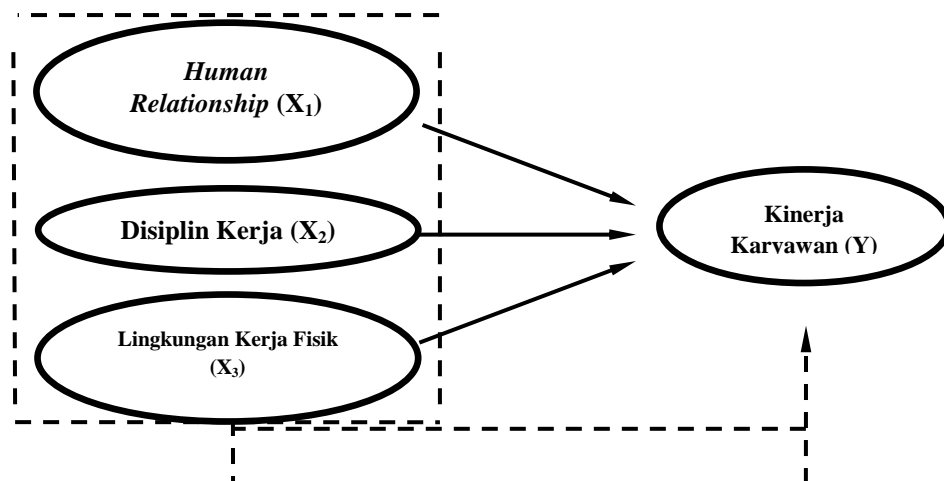 Human
Relationship (X₁)
Disiplin Kerja (X₂)
Lingkungan Kerja Fisik
(X₃)
Kinerja
Karyawan (Y)